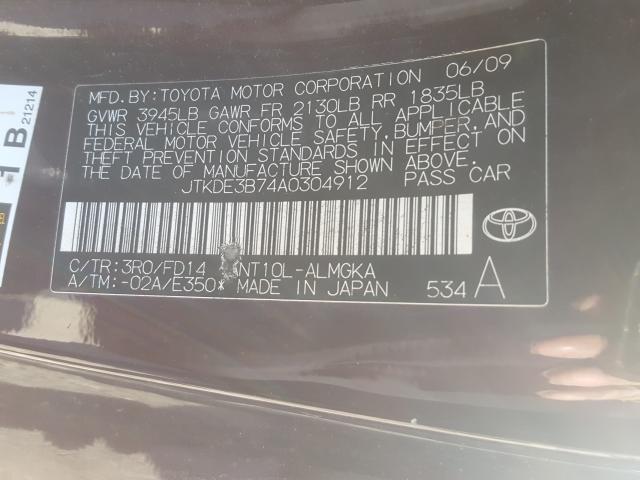 MFD.BY:TOYOTA MOTOR CORPORATION 06/09
GVWR 3945LB GAWR FR 2130LB RR 1835LB
THIS VEHICLE CONFORMS TO ALL APPLICABLE
FEDERAL MOTOR VEHICLE SAFETY,BUMPER,AND
THEFT PREVENTION STANDARDS IN EFFECT ON
THE DATE OF MANUFACTURE SHOWN ABOVE.
JTKDE3B74A0304912 PASS CAR
C/TR:3R0/FD14 NT10L-ALMGKA
A/TM:-02A/E350* MADE IN JAPAN 534 A
B
21214